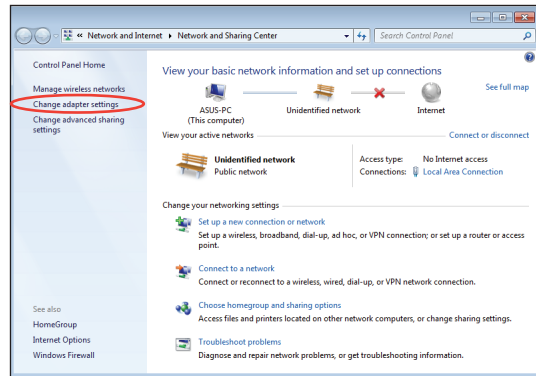 « Network and Internet ▸ Network and Sharing Center
Search Control Panel
Control Panel Home
Manage wireless networks
Change adapter settings
Change advanced sharing
settings
See also
HomeGroup
Internet Options
Windows Firewall
View your basic network information and set up connections
See full map
ASUS-PC
(This computer)
Unidentified network
Internet
View your active networks
Connect or disconnect
Unidentified network
Public network
Access type: No Internet access
Connections: Local Area Connection
Change your networking settings
Set up a new connection or network
Set up a wireless, broadband, dial-up, ad hoc, or VPN connection; or set up a router or access
point.
Connect to a network
Connect or reconnect to a wireless, wired, dial-up, or VPN network connection.
Choose homegroup and sharing options
Access files and printers located on other network computers, or change sharing settings.
Troubleshoot problems
Diagnose and repair network problems, or get troubleshooting information.